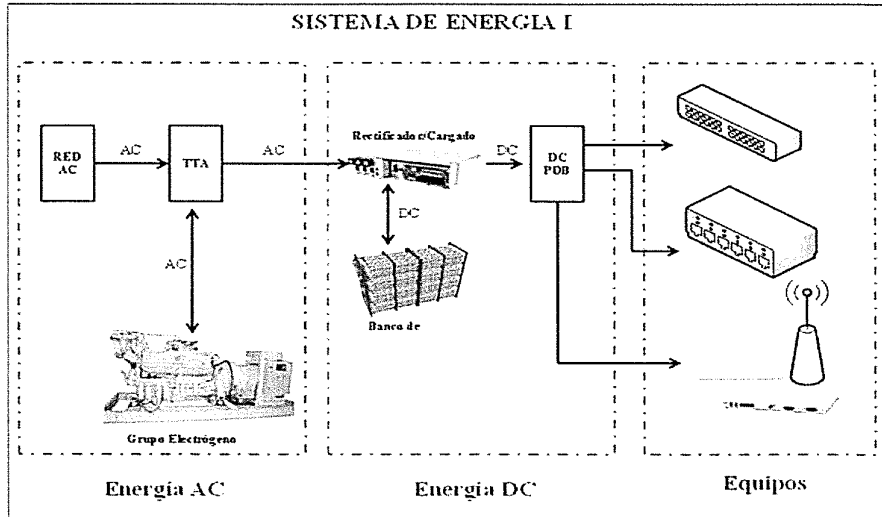 SISTEMA DE ENERGIA I
RED
AC
AC
TTA
AC
AC
Grupo Electrógeno
Rectificador/Cargado
DC
DC
Banco de
DC
PDB
Energía AC
Energía DC
Equipos